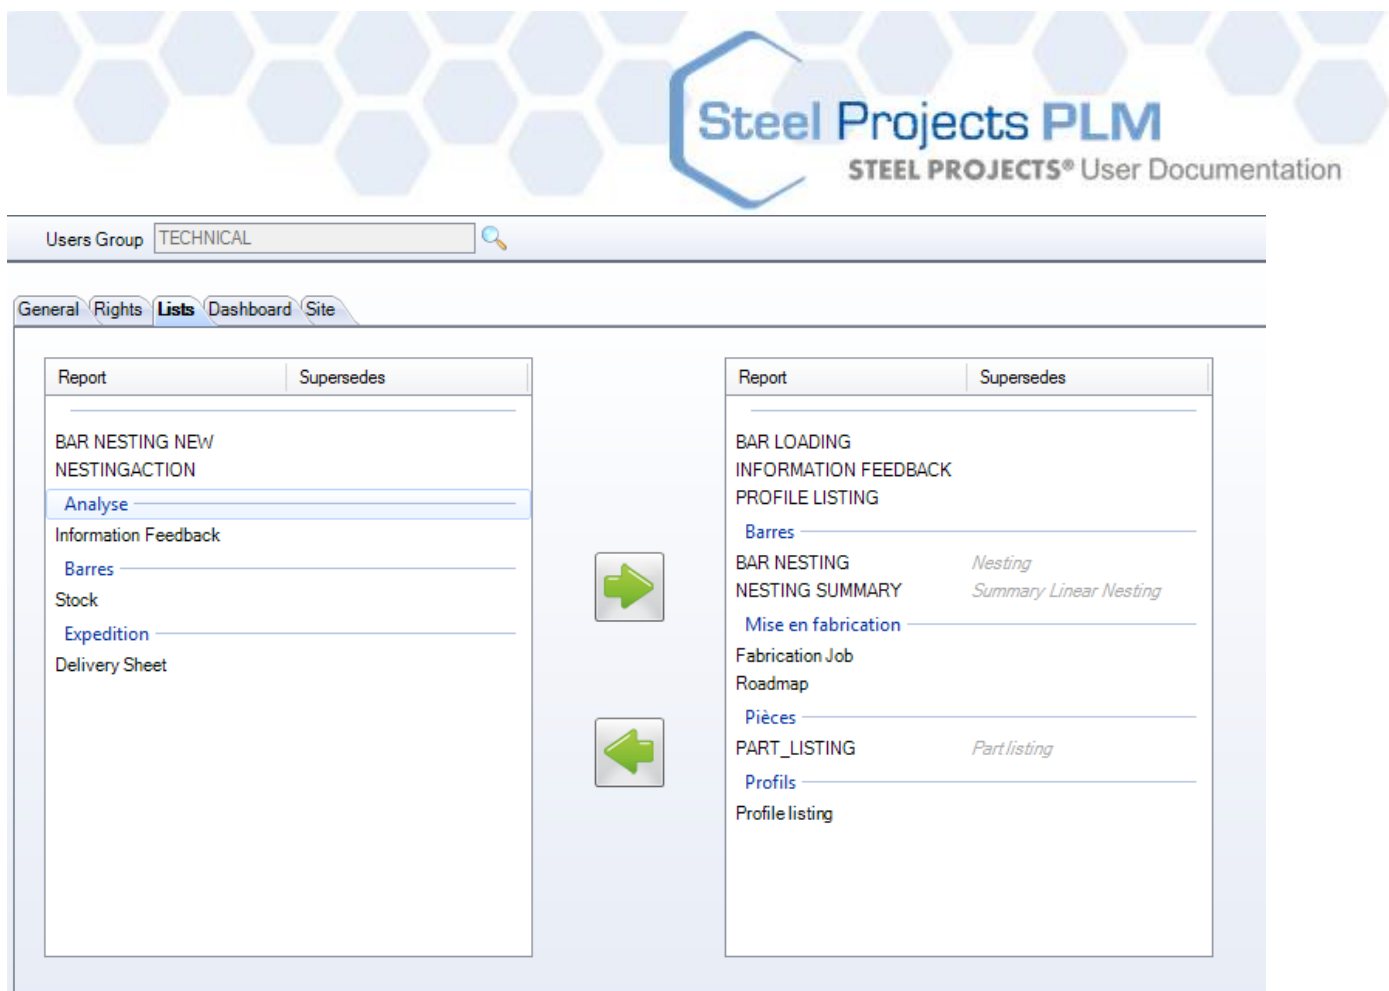 Steel Projects PLM
STEEL PROJECTS® User Documentation
Users Group TECHNICAL
General Rights Lists Dashboard Site
Report Supersedes
BAR NESTING NEW
NESTINGACTION
Analyse
Information Feedback
Barres
Stock
Expedition
Delivery Sheet
Report Supersedes
BAR LOADING
INFORMATION FEEDBACK
PROFILE LISTING
Barres
BAR NESTING Nesting
NESTING SUMMARY Summary Linear Nesting
Mise en fabrication
Fabrication Job
Roadmap
Pièces
PART_LISTING Part listing
Profils
Profile listing